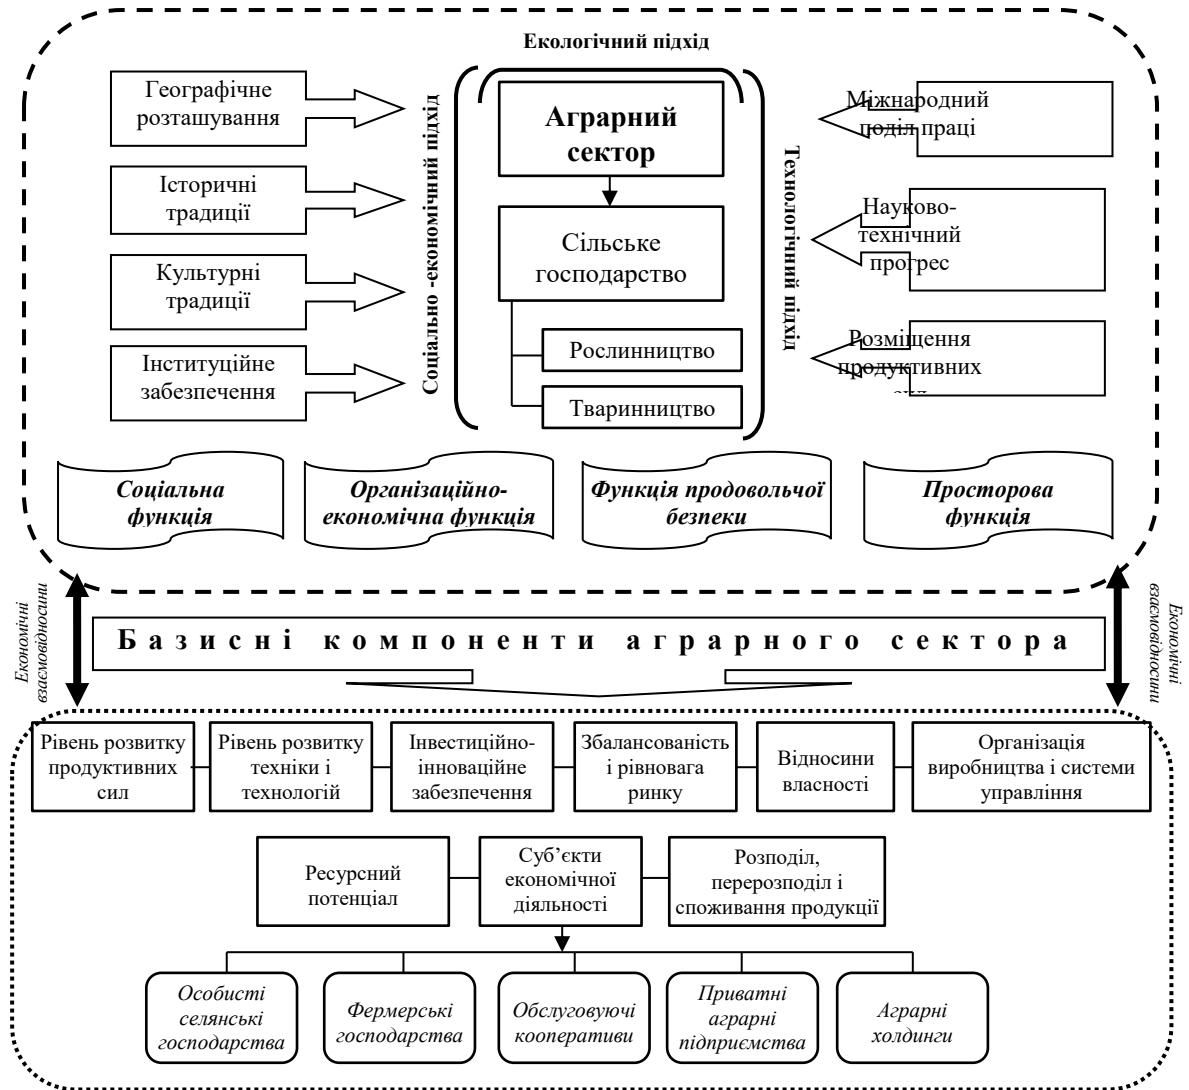 Екологічний підхід
Географічне
розташування
Історичні
традиції
Культурні
традиції
Інституційне
забезпечення
Соціально -економічний підхід
Аграрний
сектор
Сільське
господарство
Рослинництво
Тваринництво
Технологічний підхід
Міжнародний
поділ праці
Науково-
технічний
прогрес
Розміщення
продуктивних
Соціальна
функція
Організаційно-
економічна функція
Функція продовольчої
безпеки
Просторова
функція
Економічні
взаємовідносини
Базисні компоненти аграрного сектора
Економічні
взаємовідносини
Рівень розвитку
продуктивних
сил
Рівень розвитку
техніки і
технологій
Інвестиційно-
інноваційне
забезпечення
Збалансованість
і рівновага
ринку
Відносини
власності
Організація
виробництва і системи
управління
Ресурсний
потенціал
Суб’єкти
економічної
діяльності
Розподіл,
перерозподіл і
споживання продукції
Особисті
селянські
господарства
Фермерські
господарства
Обслуговуючі
кооперативи
Приватні
аграрні
підприємства
Аграрні
холдинги